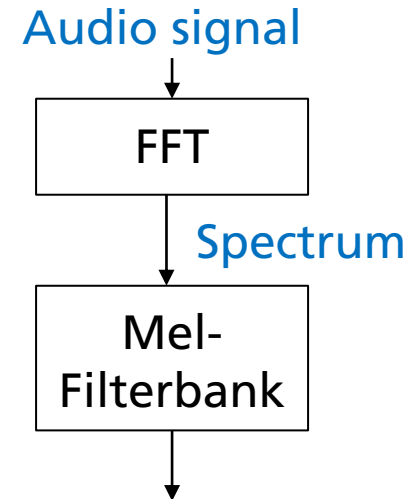 Audio signal
FFT
Spectrum
Mel-
Filterbank